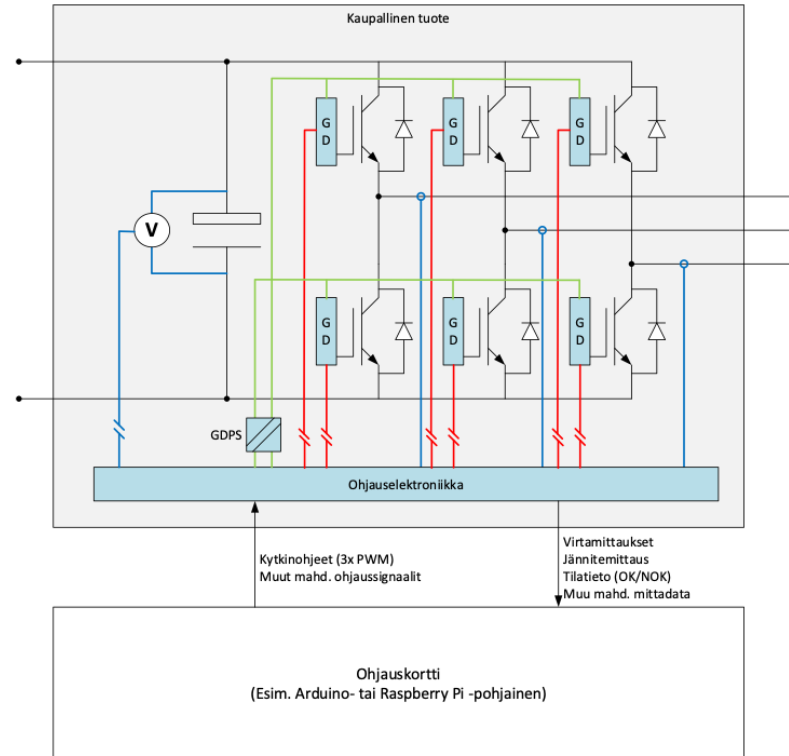 Kaupallinen tuote
G
D
G
D
G
D
V
G
D
G
D
G
D
GDPS
Ohjauselektroniikka
Kytkinohjeet (3x PWM)
Muut mahd. ohjaussignaalit
Virtamittaukset
Jännitemittaus
Tilatieto (OK/NOK)
Muu mahd. mittadata
Ohjauskortti
(Esim. Arduino- tai Raspberry Pi -pohjainen)